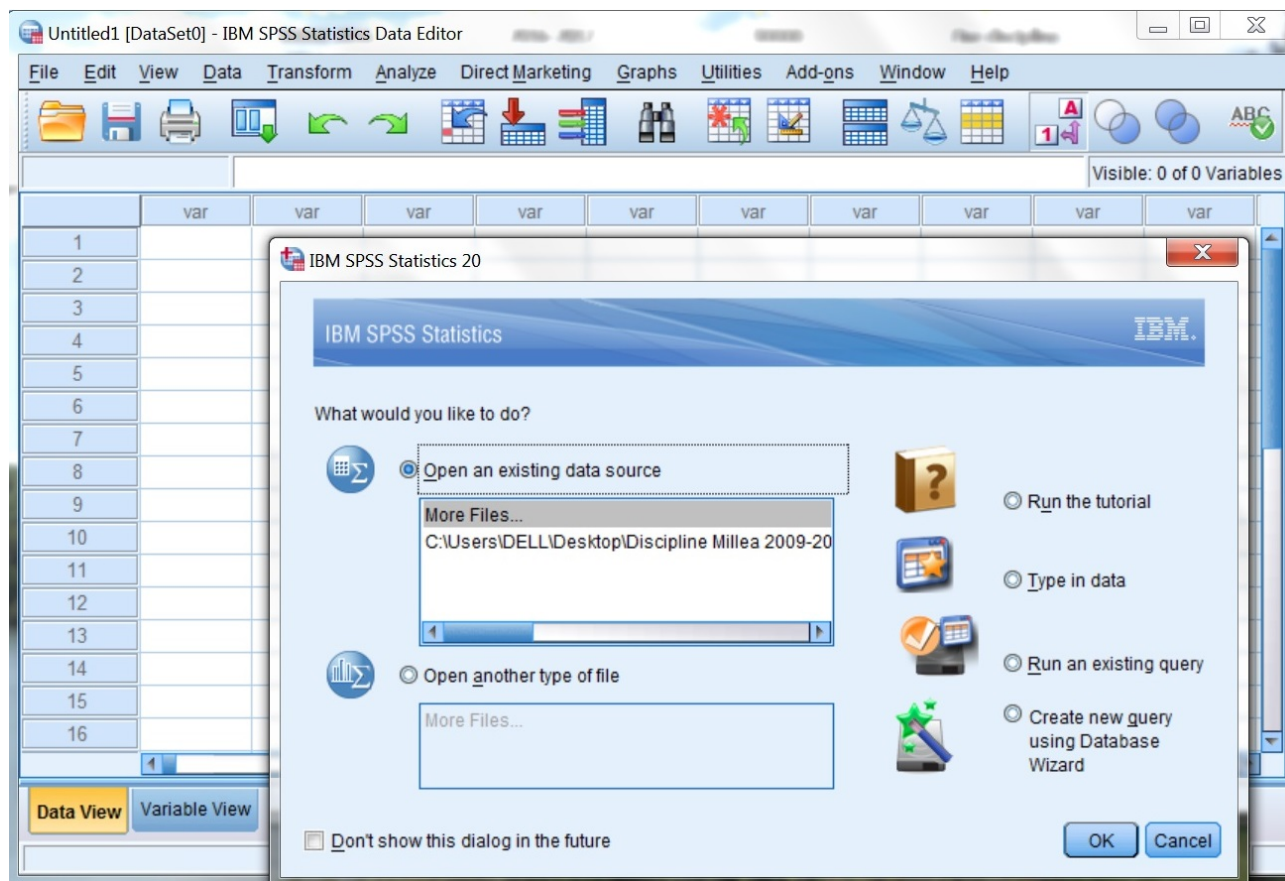 Untitled1 [DataSet0] - IBM SPSS Statistics Data Editor
File Edit View Data Transform Analyze Direct Marketing Graphs Utilities Add-ons Window Help
A
1
ABC
Visible: 0 of 0 Variables
var var var var var var var var var var
1
2
3
4
5
6
7
8
9
10
11
12
13
14
15
16
IBM SPSS Statistics 20
IBM SPSS Statistics
IBM.
What would you like to do?
Open an existing data source
More Files...
C:\Users\DELL\Desktop\Discipline Millea 2009-20
Open another type of file
More Files...
?
Run the tutorial
Type in data
Run an existing query
Create new query
using Database
Wizard
Don't show this dialog in the future
OK Cancel
Data View Variable View